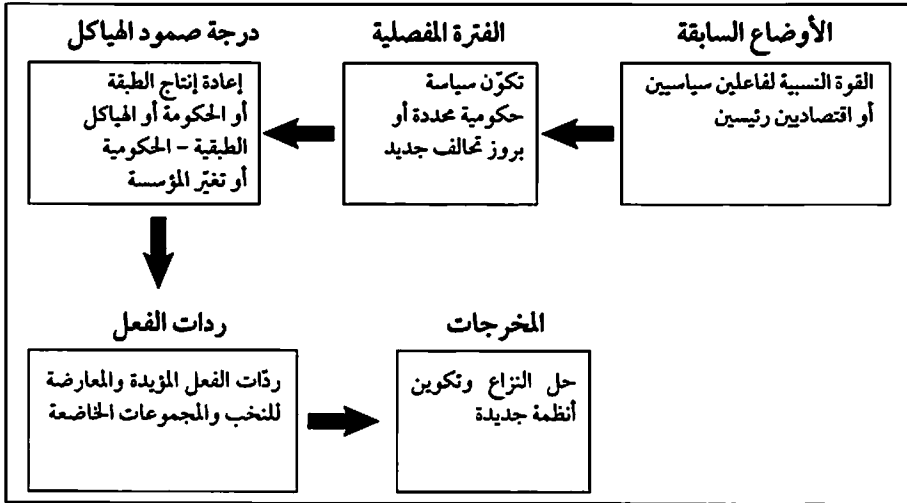 الأوضاع السابقة
القوة النسبية لفاعلين سياسيين
أو اقتصاديين رئيسين
الفترة المفصلية
تكوّن سياسة
حكومية محددة أو
بروز تحالف جديد
درجة صمود الهياكل
إعادة إنتاج الطبقة
أو الحكومة أو الهياكل
الطبقية – الحكومية
أو تغيّر المؤسسة
ردات الفعل
ردّات الفعل المؤيدة والمعارضة
للنخب والمجموعات الخاضعة
المخرجات
حل النزاع وتكوين
أنظمة جديدة